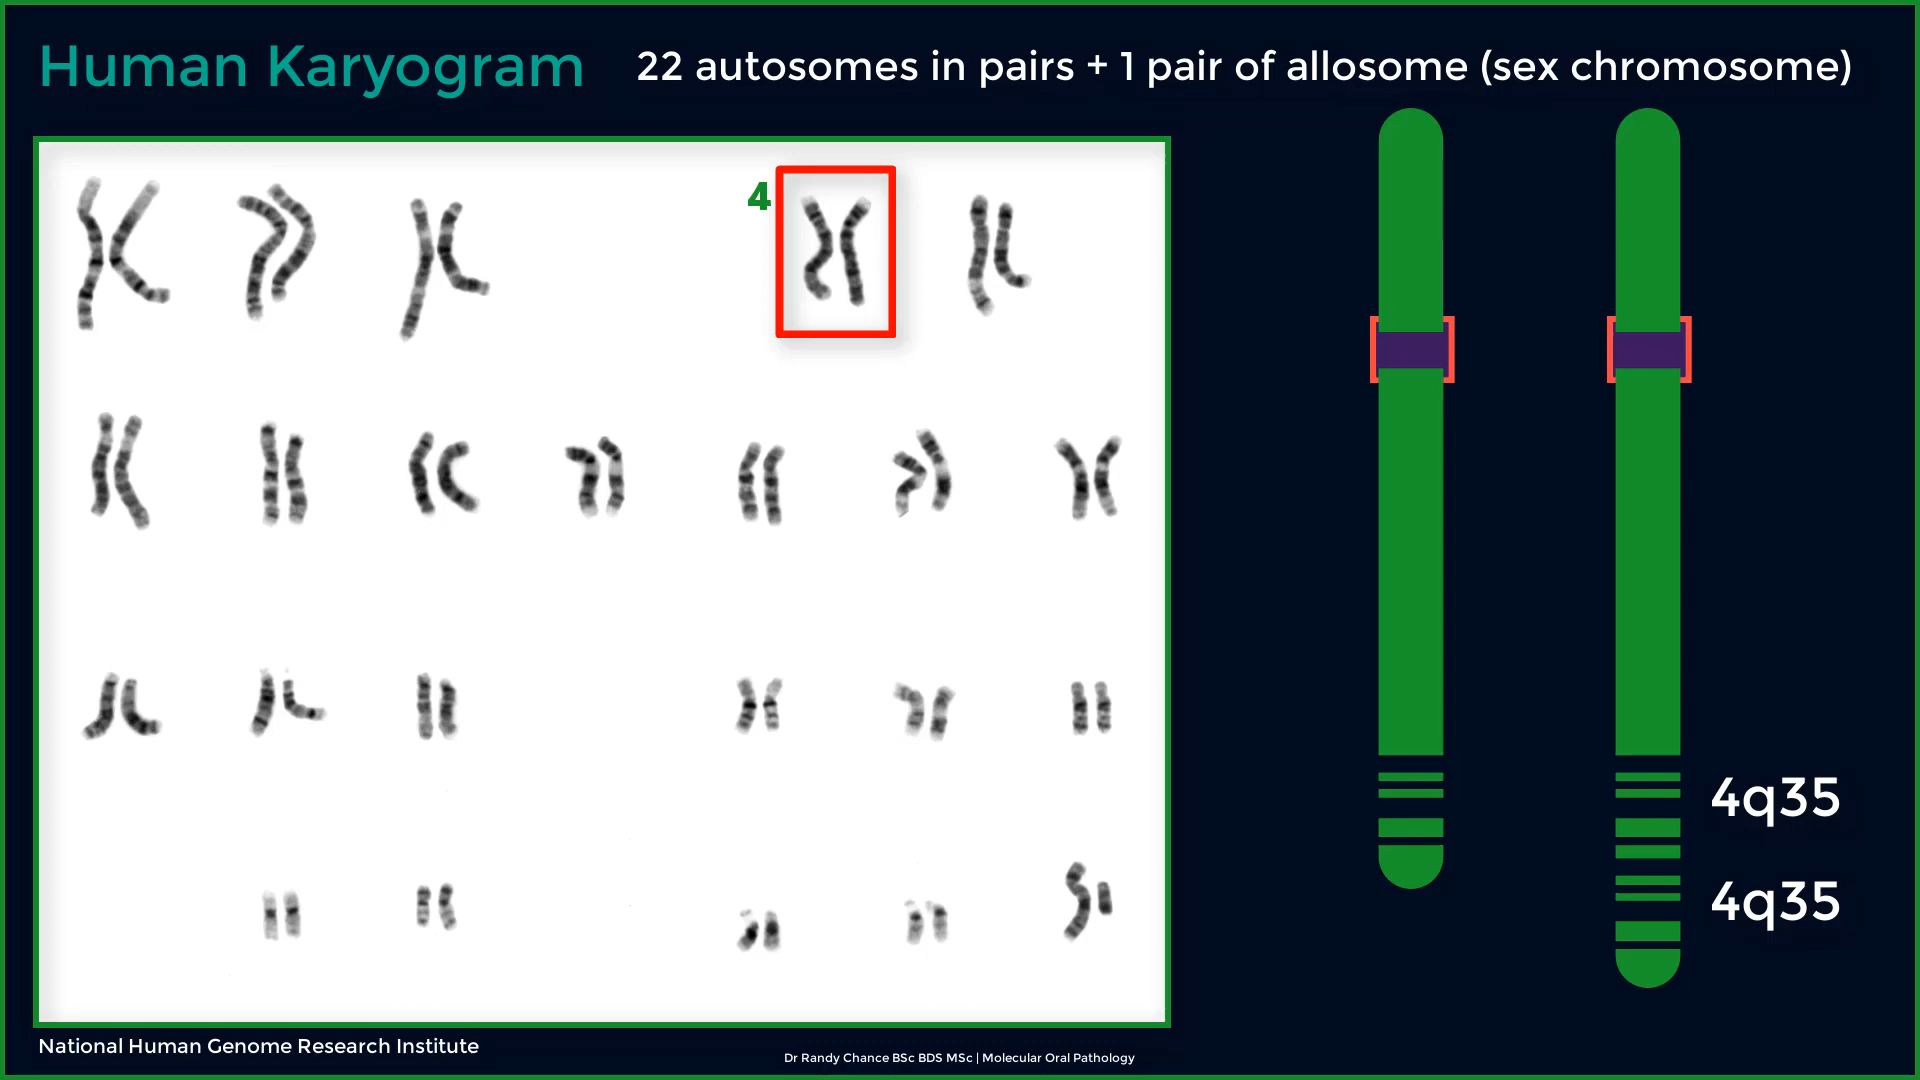 Human Karyogram
22 autosomes in pairs + 1 pair of allosome (sex chromosome)
4
4q35
4q35
National Human Genome Research Institute
Dr Randy Chance BSc BDS MSc | Molecular Oral Pathology